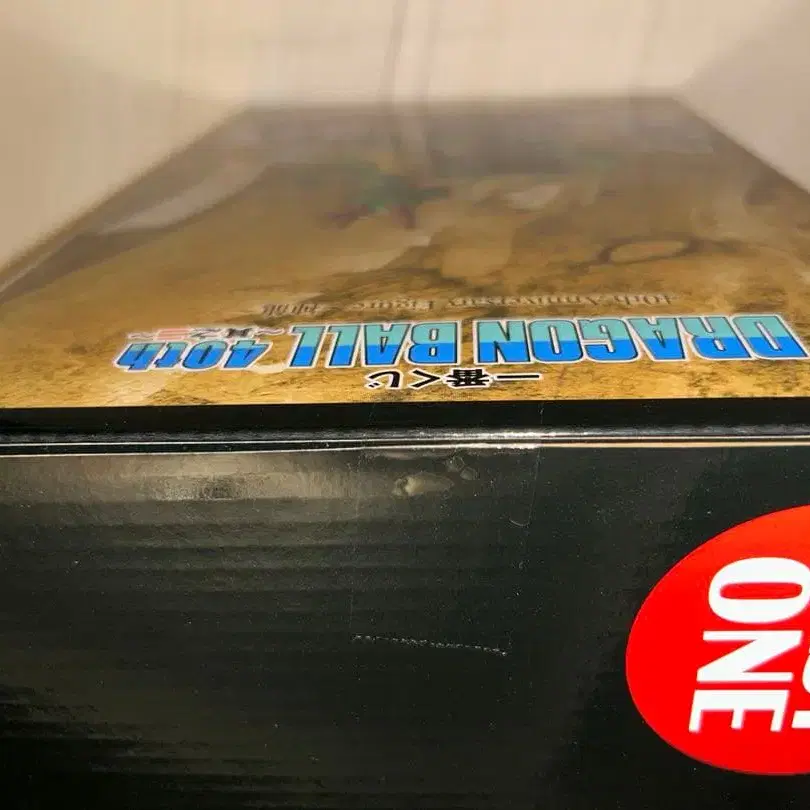 一番くじ
DRAGON BALL 40th
40th Anniversary Figure
ONE